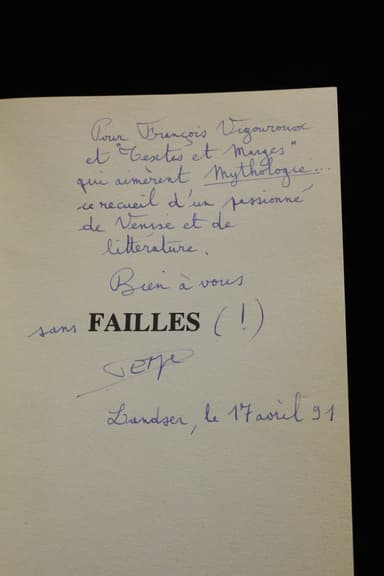 Pour François Vigouroux
et "Textes et Marges"
qui aimèrent Mythologie...
ce recueil d'un passionné
de Venise et de
littérature.
Bien à vous
sans FAILLES (!)
Landser, le 17 avril 91